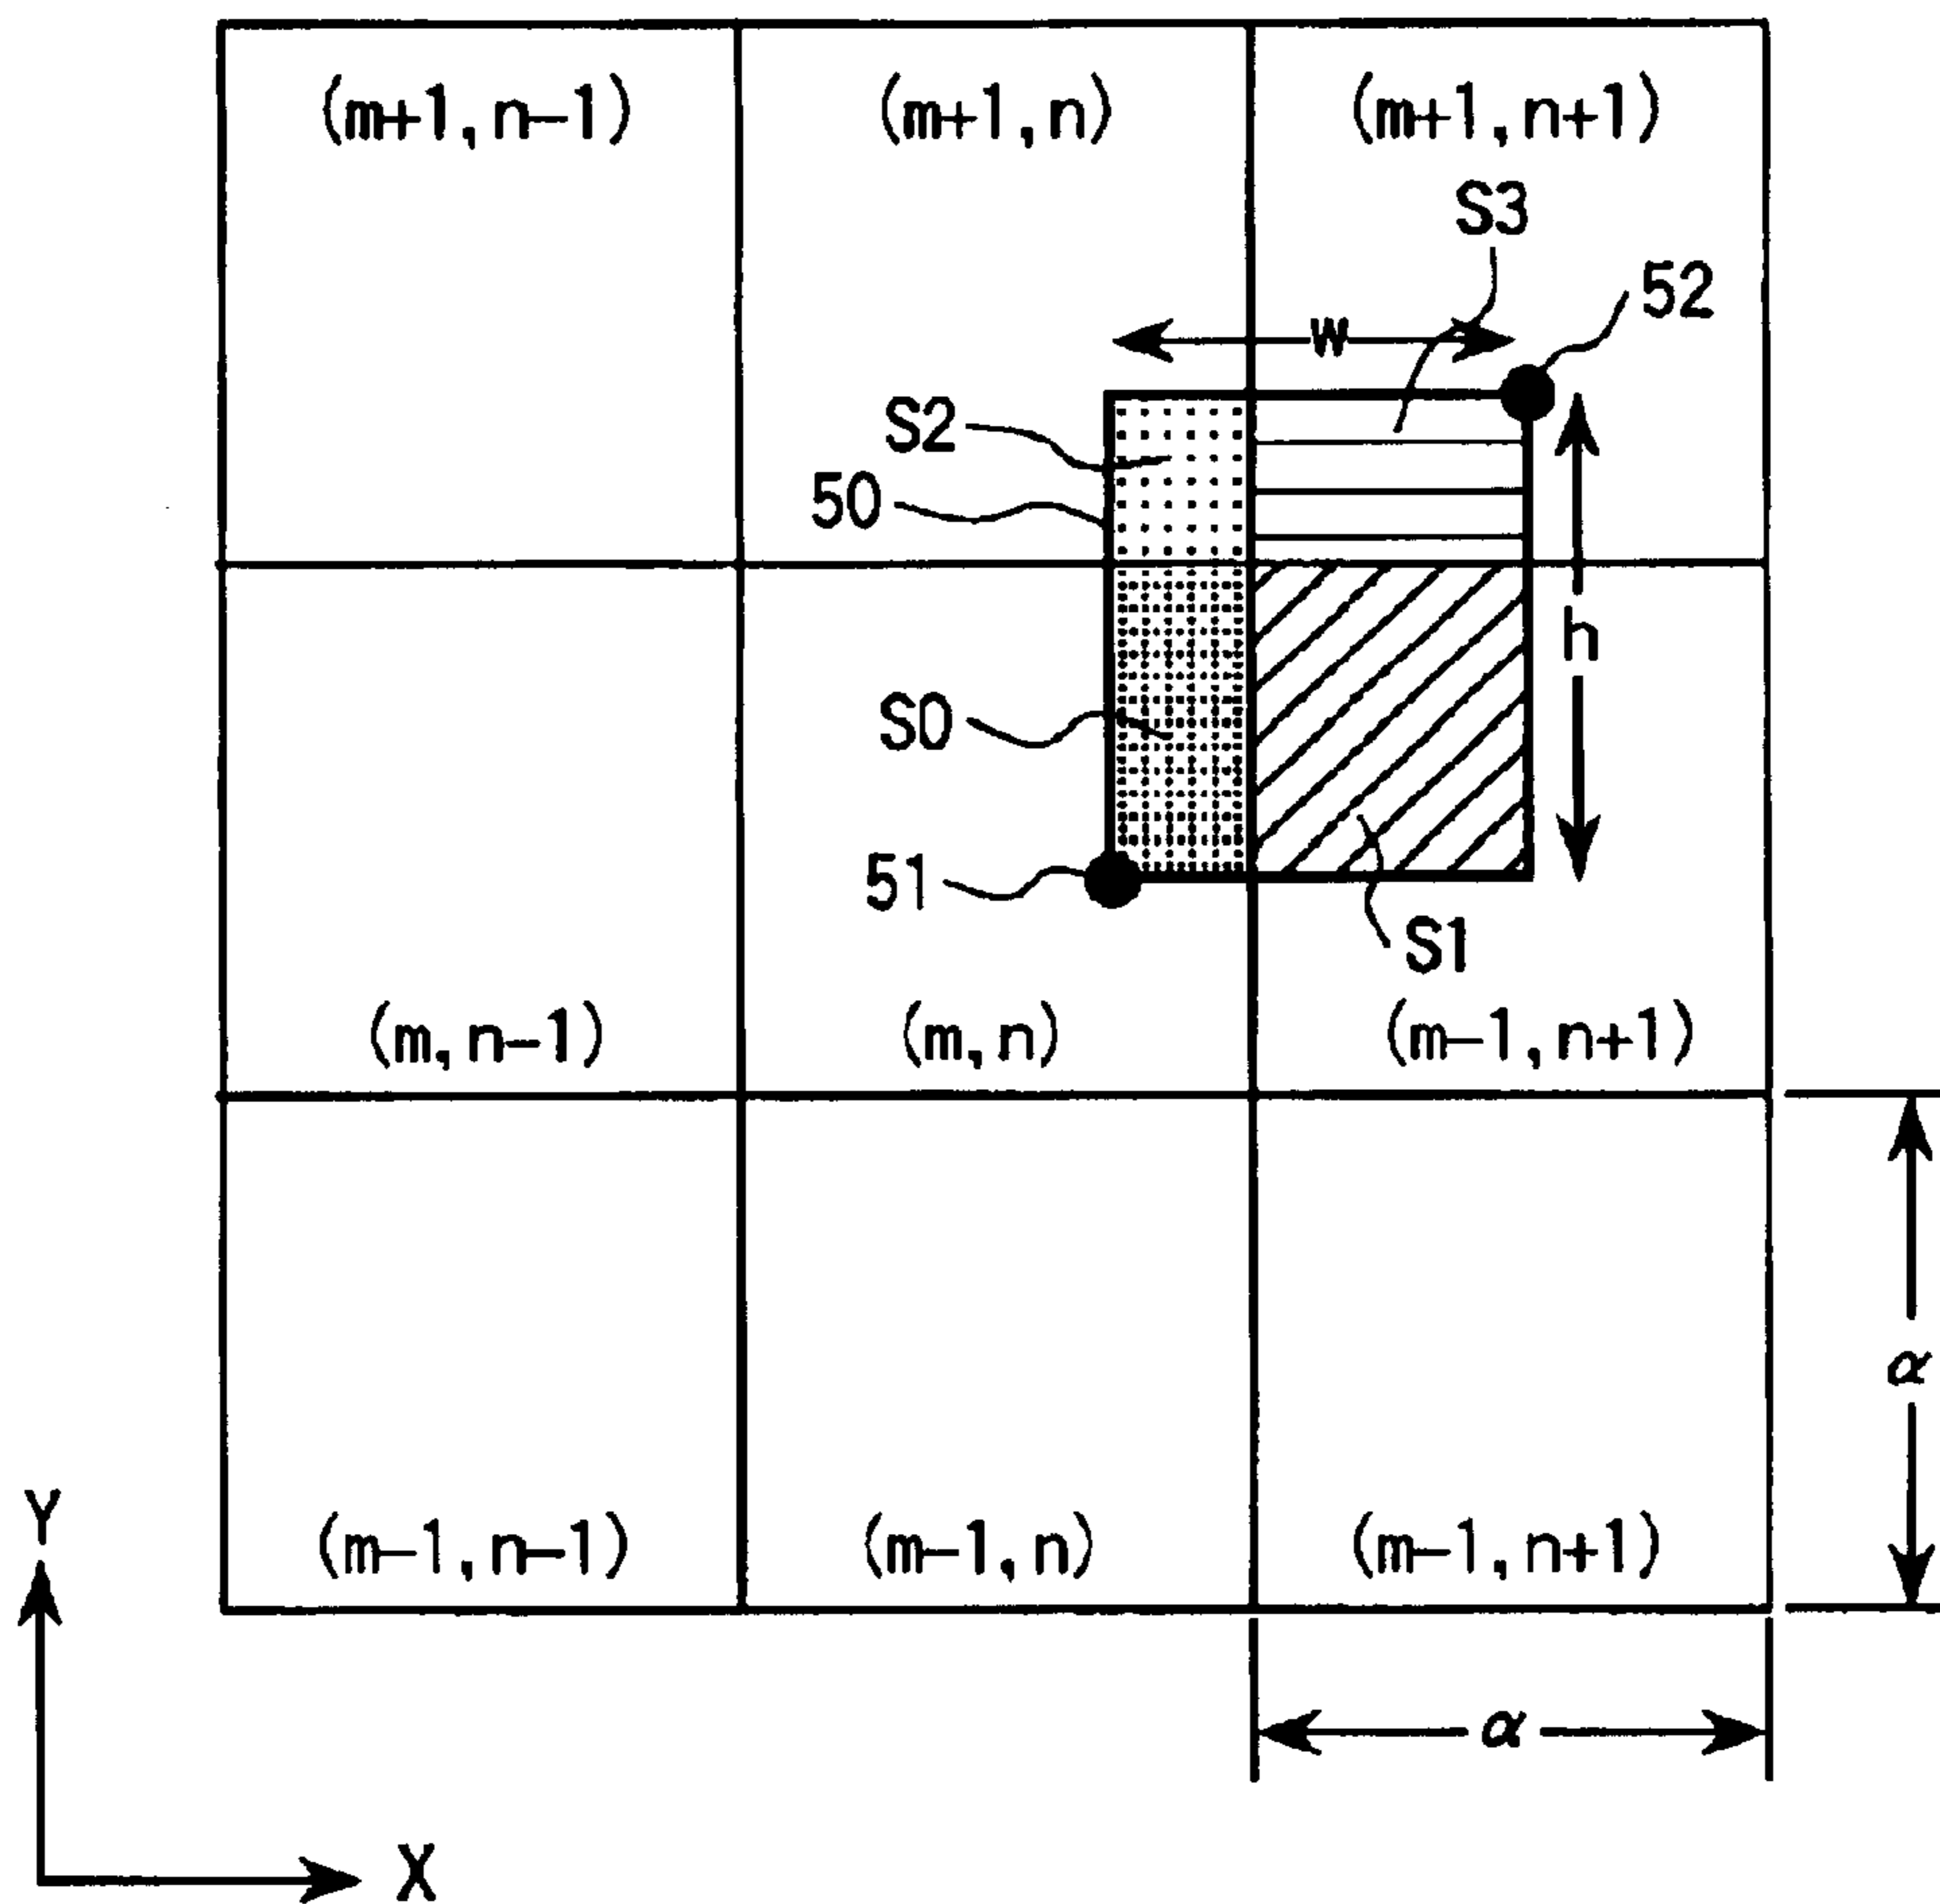 (m+1,n-1)
(m+1,n)
(m+1,n+1)
S3
52
w
S2
50
h
S0
51
S1
(m,n-1)
(m,n)
(m-1,n+1)
α
(m-1,n-1)
(m-1,n)
(m-1,n+1)
Y
α
X